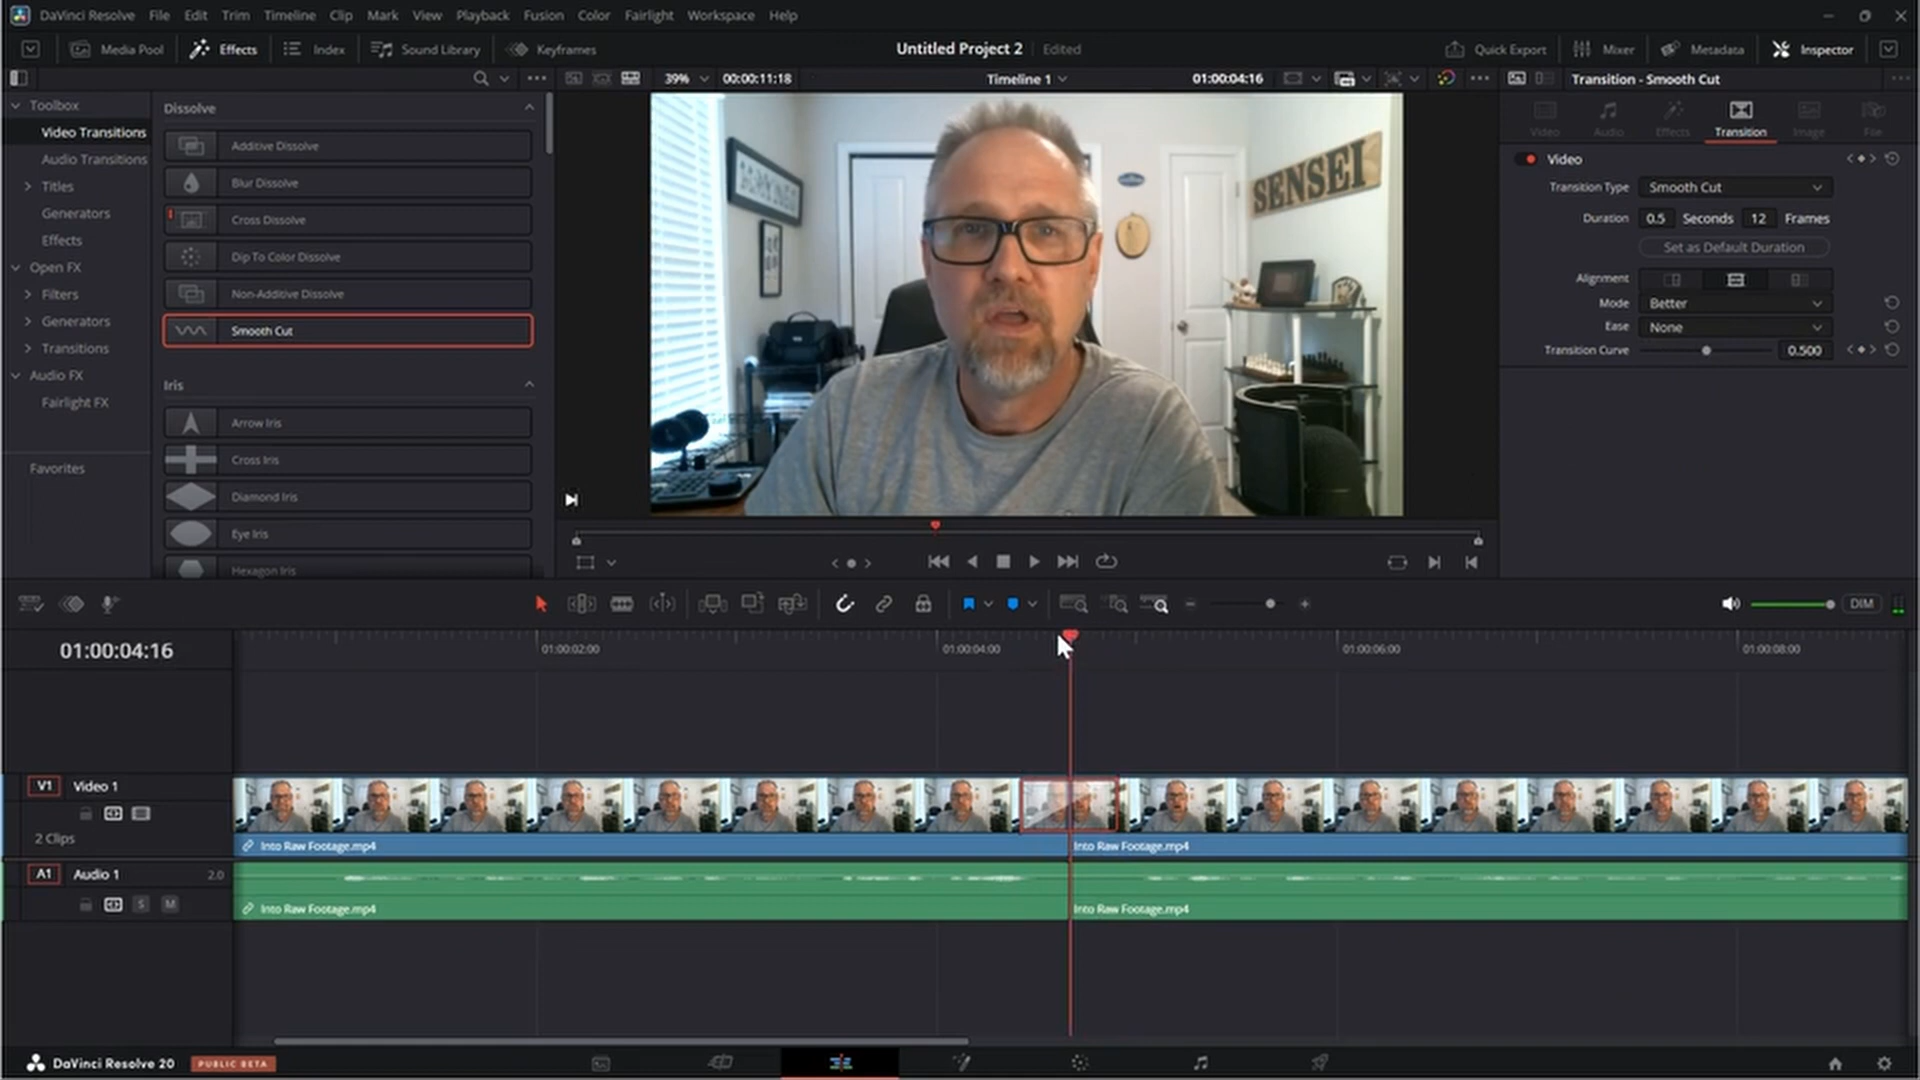 DaVinci Resolve File Edit Trim Timeline Clip Mark View Playback Fusion Color Fairlight Workspace Help
Media Pool Effects Index Sound Library Keyframes Untitled Project 2 Edited Quick Export Mixer Metadata Inspector
39% 00:00:11:18 Timeline 1 01:00:04:16 Transition - Smooth Cut
Toolbox
Video Transitions
Audio Transitions
Titles
Generators
Effects
Open FX
Filters
Generators
Transitions
Audio FX
Fairlight FX
Favorites
Dissolve
Additive Dissolve
Blur Dissolve
Cross Dissolve
Dip To Color Dissolve
Non-Additive Dissolve
Smooth Cut
Iris
Arrow Iris
Cross Iris
Diamond Iris
Eye Iris
Hexagon Iris
SENSEI
Video Audio Effects Transition Image File
Video
Transition Type Smooth Cut
Duration 0.5 Seconds 12 Frames
Set as Default Duration
Alignment
Mode Better
Ease None
Transition Curve 0.500
DIM
01:00:04:16
01:00:02:00 01:00:04:00 01:00:06:00 01:00:08:00
V1 Video 1
2 Clips
Into Raw Footage.mp4 Into Raw Footage.mp4
A1 Audio 1 2.0
S M
Into Raw Footage.mp4 Into Raw Footage.mp4
DaVinci Resolve 20 PUBLIC BETA